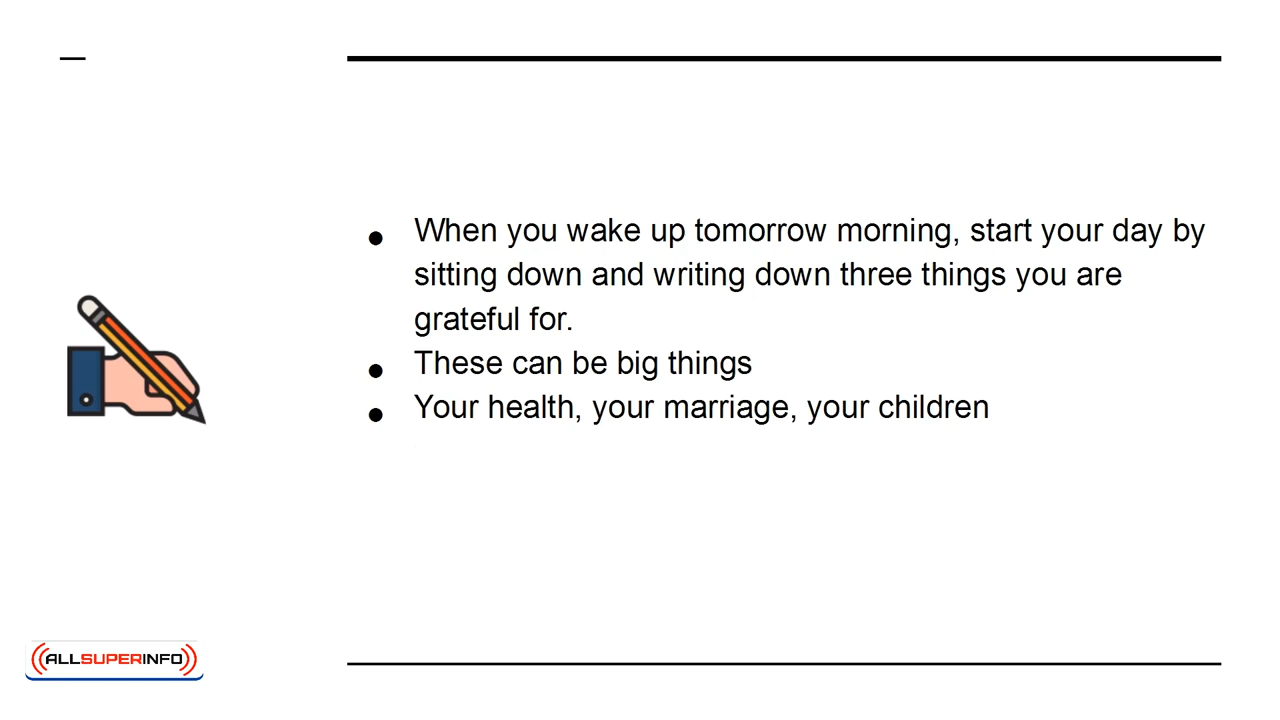 When you wake up tomorrow morning, start your day by
sitting down and writing down three things you are
grateful for.
These can be big things
Your health, your marriage, your children
ALLSUPERINFO